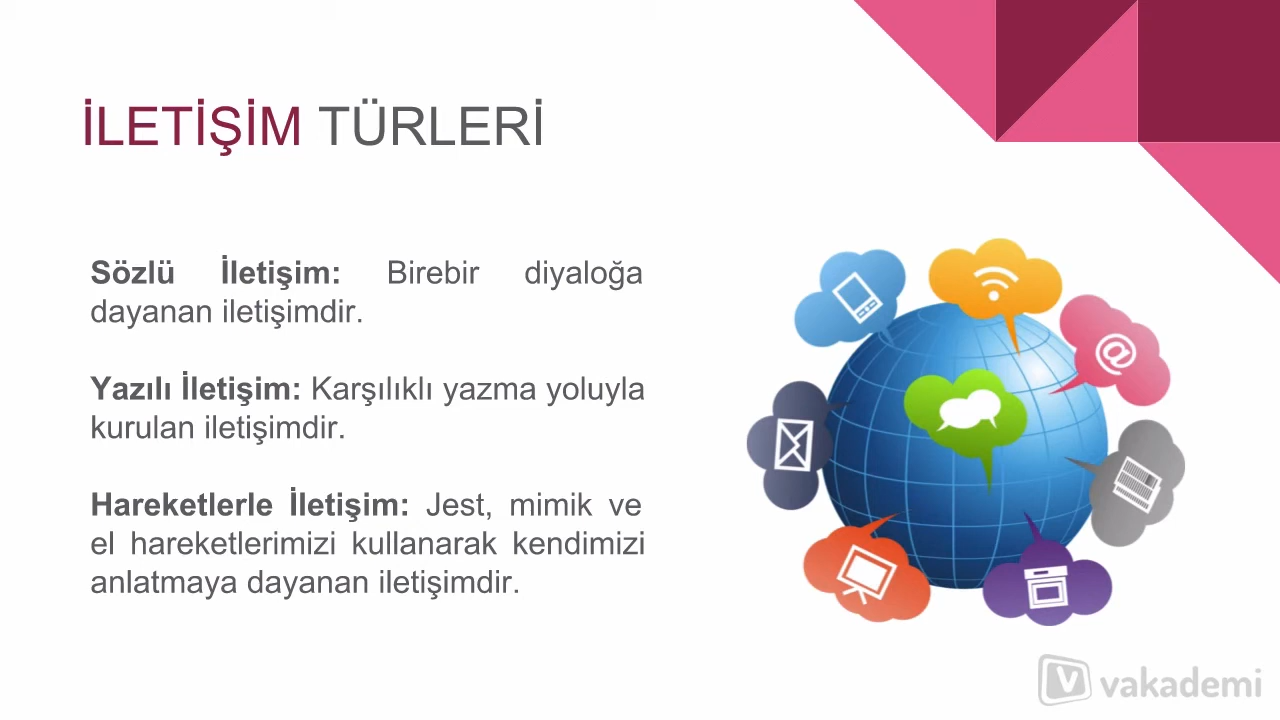 İLETİŞİM TÜRLERİ
Sözlü İletişim: Birebir diyaloğa
dayanan iletişimdir.
Yazılı İletişim: Karşılıklı yazma yoluyla
kurulan iletişimdir.
Hareketlerle İletişim: Jest, mimik ve
el hareketlerimizi kullanarak kendimizi
anlatmaya dayanan iletişimdir.
@
vakademi